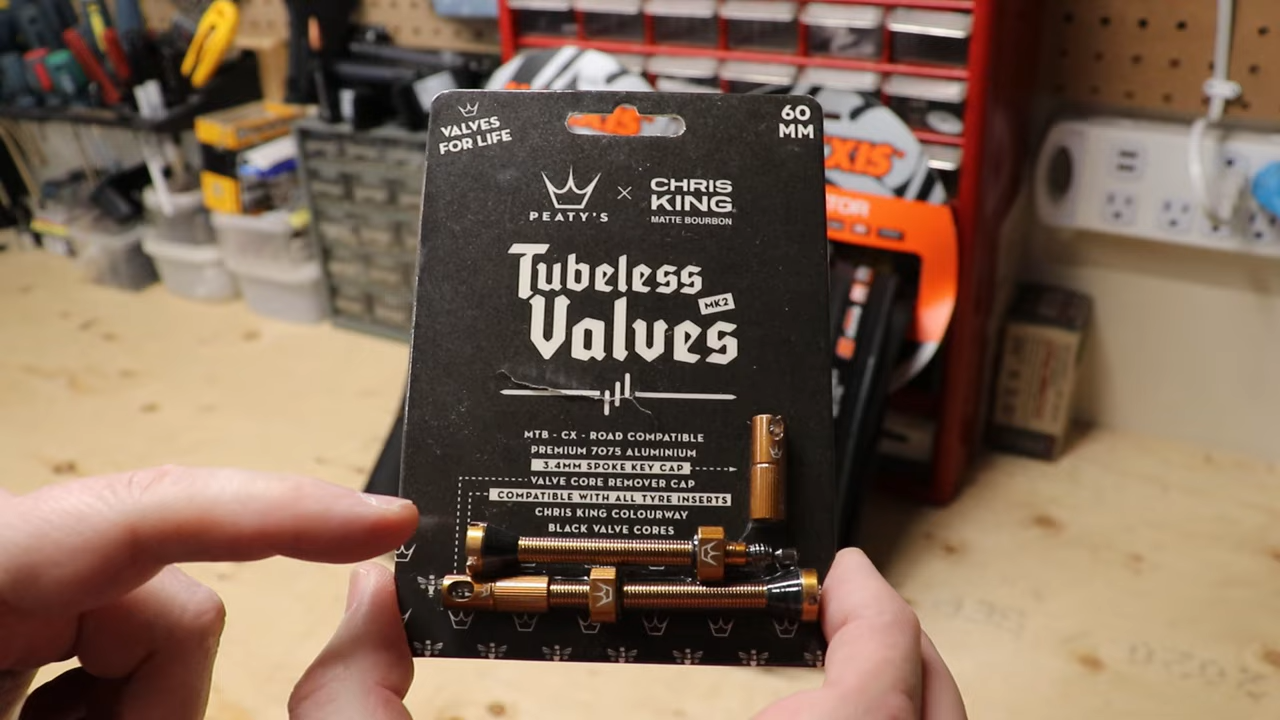 VALVES
FOR LIFE
60
MM
PEATY'S
X
CHRIS
KING
MATTE BOURBON
Tubeless
Valves
MK2
MTB - CX - ROAD COMPATIBLE
PREMIUM 7075 ALUMINIUM
3.4MM SPOKE KEY CAP
VALVE CORE REMOVER CAP
COMPATIBLE WITH ALL TYRE INSERTS
CHRIS KING COLOURWAY
BLACK VALVE CORES
XIS
TOR